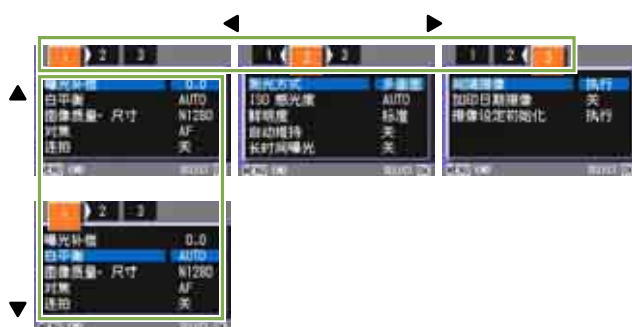 1 2 3
曝光补偿 0.0
白平衡 AUTO
图像质量・尺寸 N1280
对焦 AF
连拍 关
1 2 3
测光方式
ISO 感光度 AUTO
鲜明度 标准
自动维持 关
长时间曝光 关
1 2 3
间隔摄像 执行
加印日期摄像 关
摄像设定初始化 执行
1 2 3
曝光补偿 0.0
白平衡 AUTO
图像质量・尺寸 N1280
对焦 AF
连拍 关